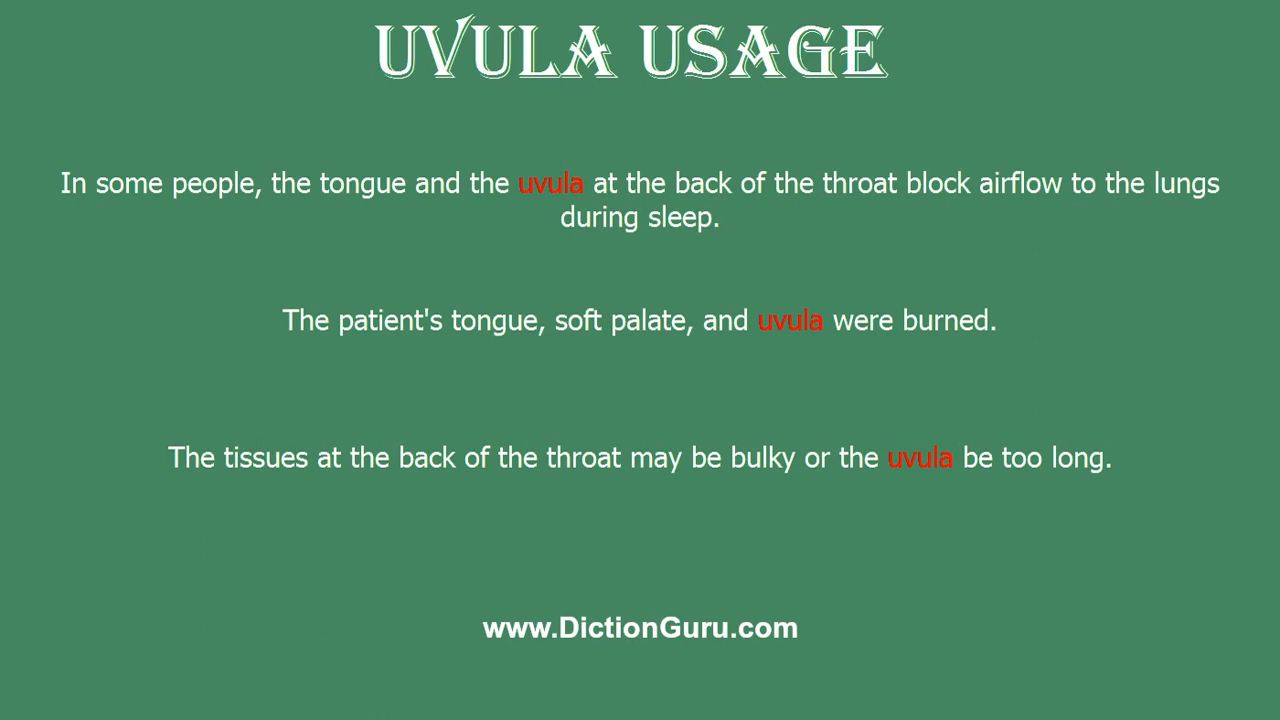 UVULA USAGE
In some people, the tongue and the uvula at the back of the throat block airflow to the lungs
during sleep.
The patient's tongue, soft palate, and uvula were burned.
The tissues at the back of the throat may be bulky or the uvula be too long.
www.DictionGuru.com